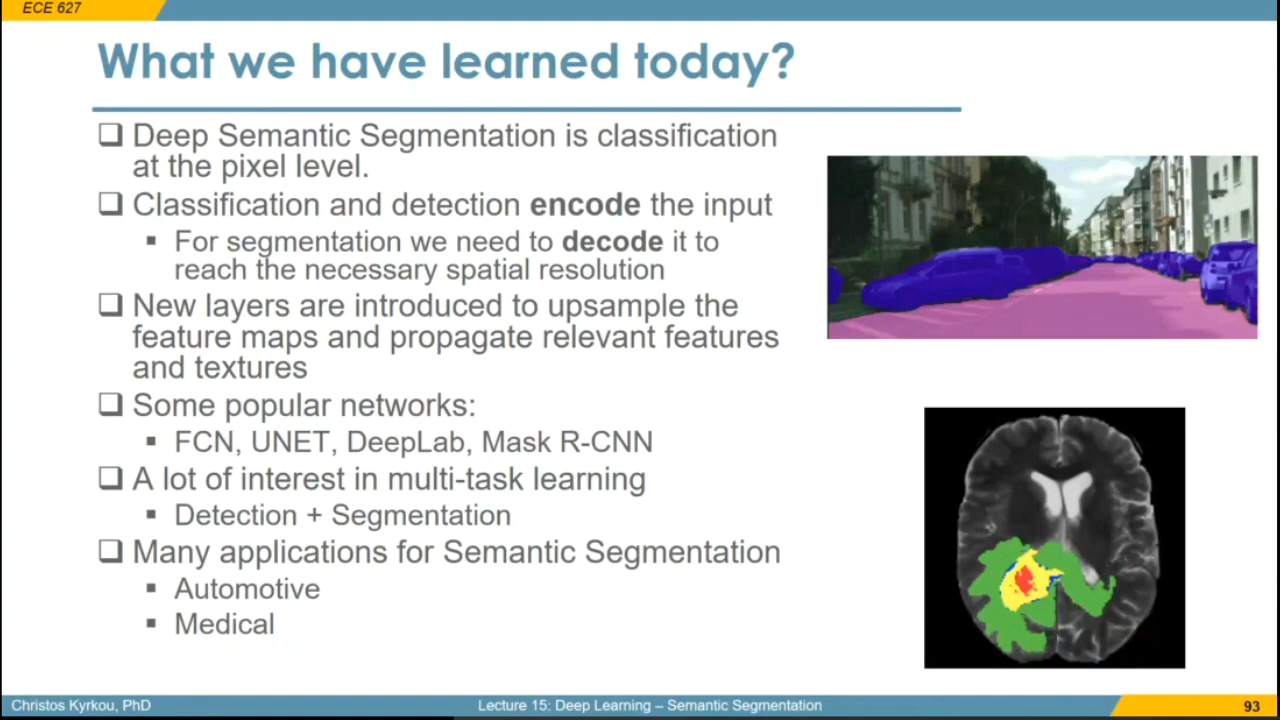 ECE 627
What we have learned today?
❑ Deep Semantic Segmentation is classification
at the pixel level.
❑ Classification and detection encode the input
▪ For segmentation we need to decode it to
reach the necessary spatial resolution
❑ New layers are introduced to upsample the
feature maps and propagate relevant features
and textures
❑ Some popular networks:
▪ FCN, UNET, DeepLab, Mask R-CNN
❑ A lot of interest in multi-task learning
▪ Detection + Segmentation
❑ Many applications for Semantic Segmentation
▪ Automotive
▪ Medical
Christos Kyrkou, PhD
Lecture 15: Deep Learning – Semantic Segmentation
93